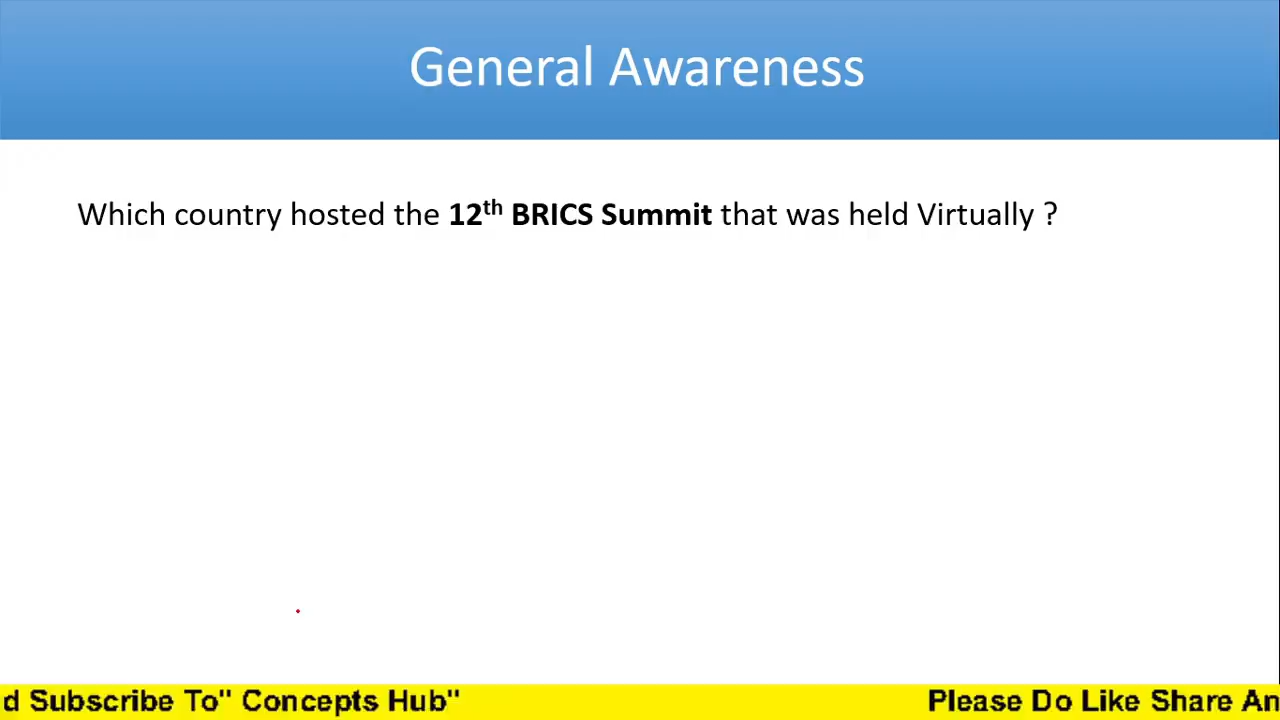 General Awareness
Which country hosted the 12th BRICS Summit that was held Virtually ?
d Subscribe To" Concepts Hub" Please Do Like Share An